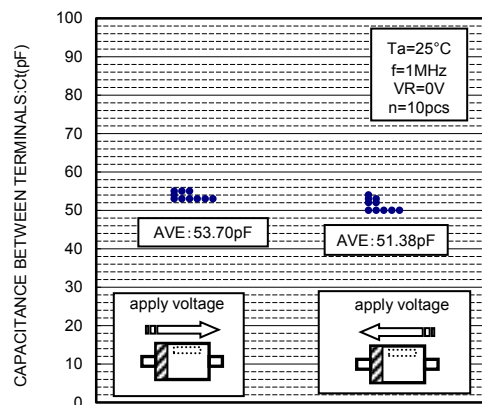 CAPACITANCE BETWEEN TERMINALS:Ct(pF)
100
90
80
70
60
50
40
30
20
10
0
Ta=25°C
f=1MHz
VR=0V
n=10pcs
AVE:53.70pF
AVE:51.38pF
apply voltage
apply voltage